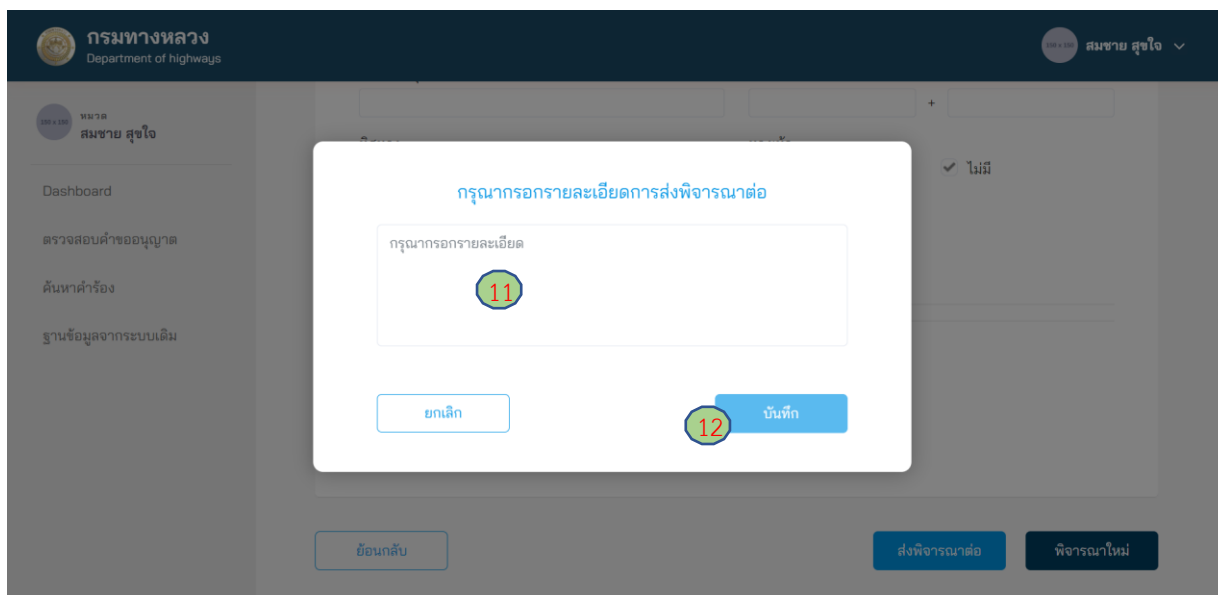 กรมทางหลวง
Department of highways
สมชาย สุขใจ
หมวด
สมชาย สุขใจ
Dashboard
ตรวจสอบคำขออนุญาต
ค้นหาคำร้อง
ฐานข้อมูลจากระบบเดิม
+
ไม่มี
กรุณากรอกรายละเอียดการส่งพิจารณาต่อ
กรุณากรอกรายละเอียด
11
ยกเลิก
12
บันทึก
ย้อนกลับ
ส่งพิจารณาต่อ
พิจารณาใหม่